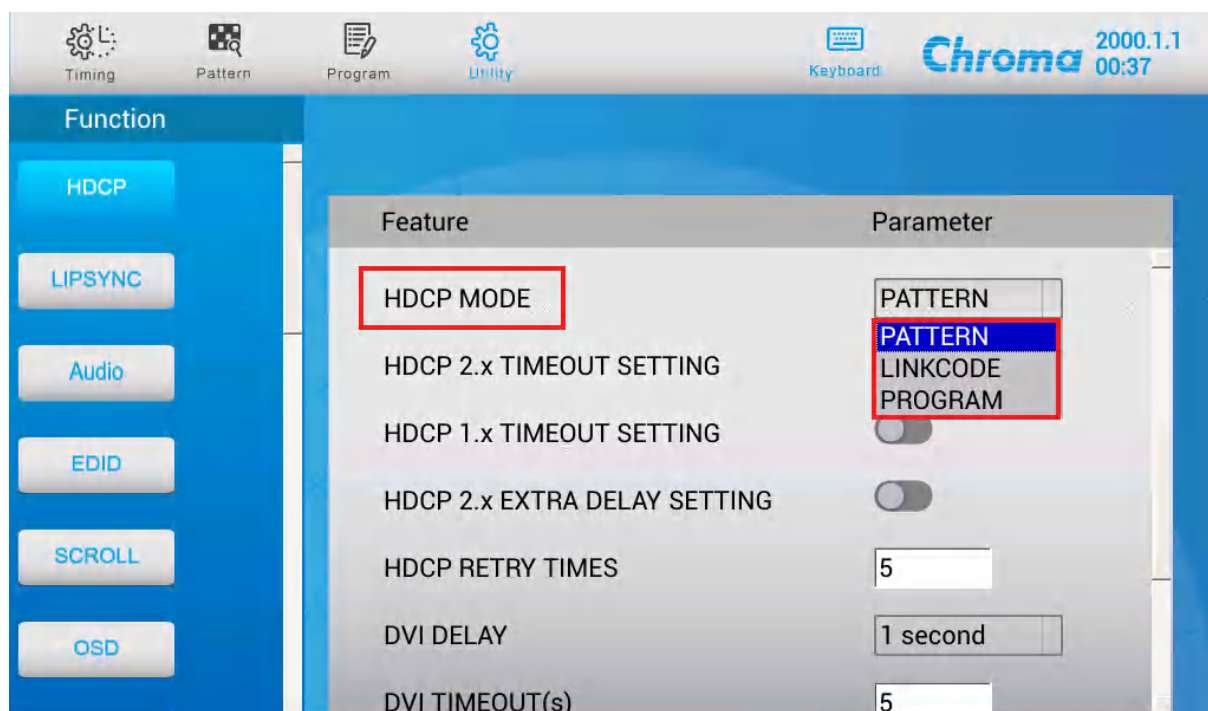 Timing Pattern Program Utility Keyboard Chroma 2000.1.1
00:37
Function
HDCP
LIPSYNC
Audio
EDID
SCROLL
OSD
Feature Parameter
HDCP MODE PATTERN
PATTERN
LINKCODE
PROGRAM
HDCP 2.x TIMEOUT SETTING
HDCP 1.x TIMEOUT SETTING
HDCP 2.x EXTRA DELAY SETTING
HDCP RETRY TIMES 5
DVI DELAY 1 second
DVI TIMEOUT(s) 5